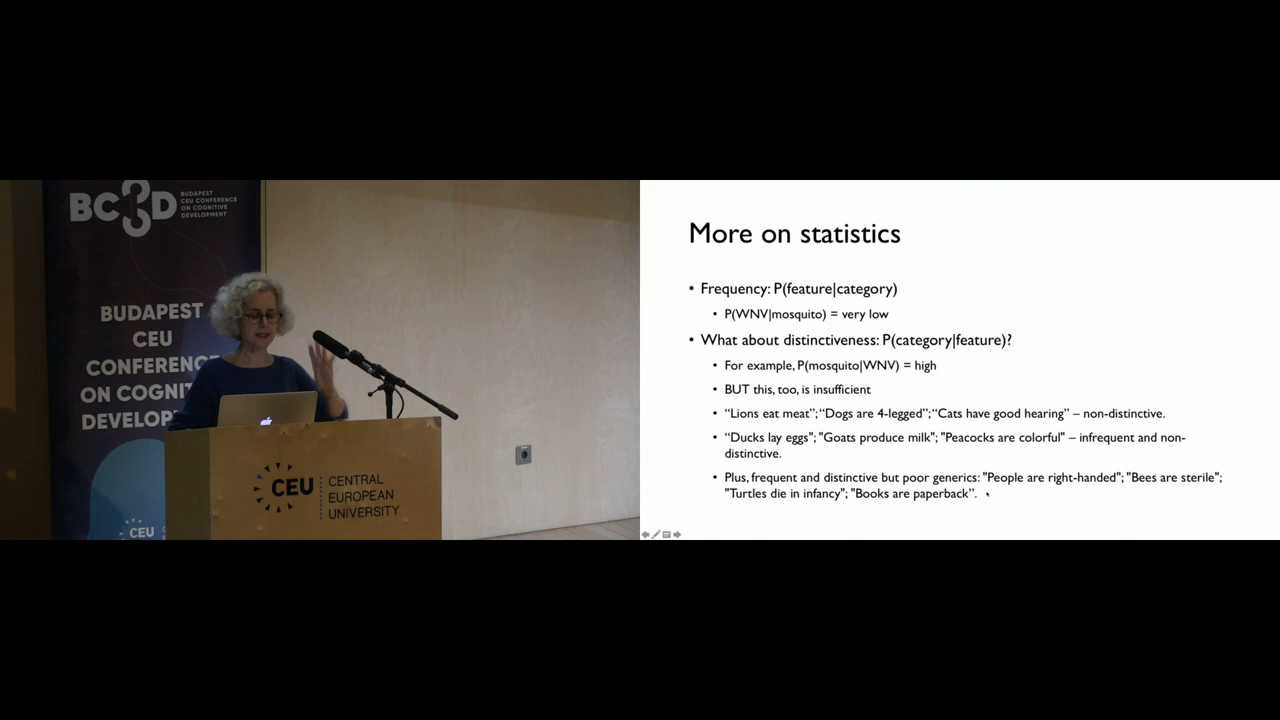 BC3D
BUDAPEST
CEU CONFERENCE
ON COGNITIVE
DEVELOPMENT
BUDAPEST
CEU
CONFERENCE
ON COGNIT
DEVELOP
CEU
CEU
CENTRAL
EUROPEAN
UNIVERSITY
More on statistics
• Frequency: P(feature|category)
• P(WNV|mosquito) = very low
• What about distinctiveness: P(category|feature)?
• For example, P(mosquito|WNV) = high
• BUT this, too, is insufficient
• “Lions eat meat”; “Dogs are 4-legged”; “Cats have good hearing” – non-distinctive.
• “Ducks lay eggs"; "Goats produce milk"; "Peacocks are colorful" – infrequent and non-
distinctive.
• Plus, frequent and distinctive but poor generics: "People are right-handed"; "Bees are sterile";
"Turtles die in infancy"; "Books are paperback”.